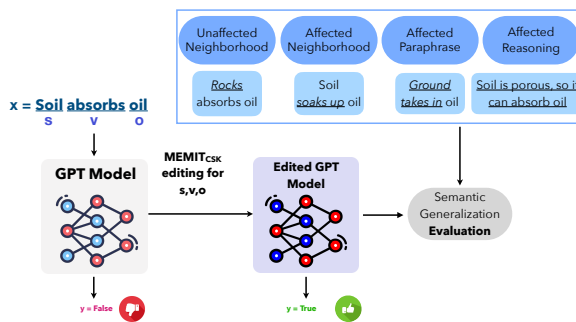 Unaffected
Neighborhood
Affected
Neighborhood
Affected
Paraphrase
Affected
Reasoning
Rocks
absorbs oil
Soil
soaks up oil
Ground
takes in oil
Soil is porous, so it
can absorb oil
x = Soil absorbs oil
s v o
GPT Model
MEMITCSK
editing for
s,v,o
Edited GPT
Model
Semantic
Generalization
Evaluation
y = False
y = True